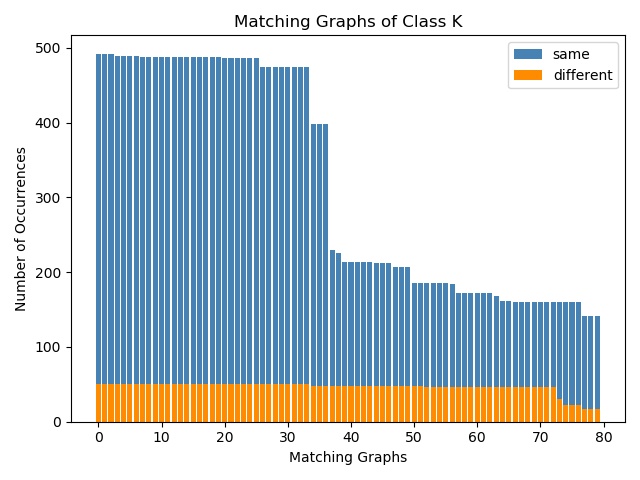 Matching Graphs of Class K
same
different
Number of Occurrences
500
400
300
200
100
0
0 10 20 30 40 50 60 70 80
Matching Graphs